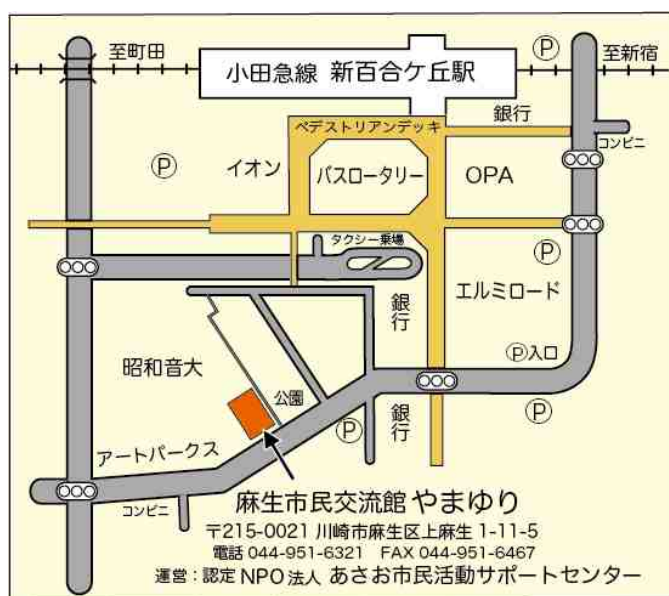 至町田
小田急線 新百合ケ丘駅
Ⓟ
至新宿
銀行
ペデストリアンデッキ
コンビニ
Ⓟ
イオン
バスロータリー
OPA
タクシー乗場
Ⓟ
エルミロード
銀行
Ⓟ入口
昭和音大
公園
Ⓟ
銀行
Ⓟ
アートパークス
コンビニ
麻生市民交流館 やまゆり
〒215-0021 川崎市麻生区上麻生 1-11-5
電話 044-951-6321 FAX 044-951-6467
運営：認定 NPO 法人 あさお市民活動サポートセンター